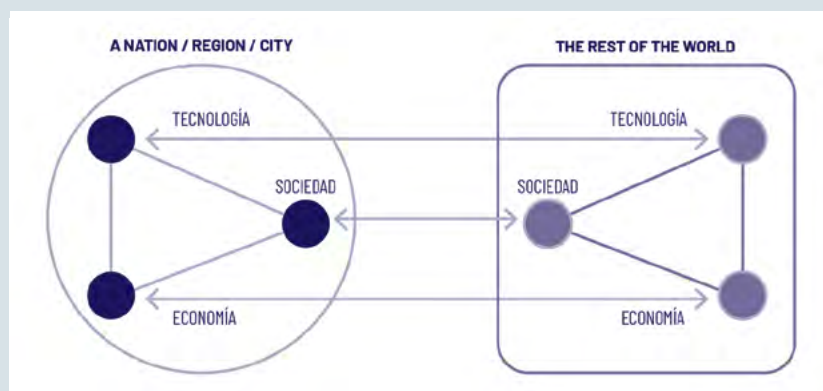 A NATION / REGION / CITY
THE REST OF THE WORLD
TECNOLOGÍA
TECNOLOGÍA
SOCIEDAD
SOCIEDAD
ECONOMÍA
ECONOMÍA